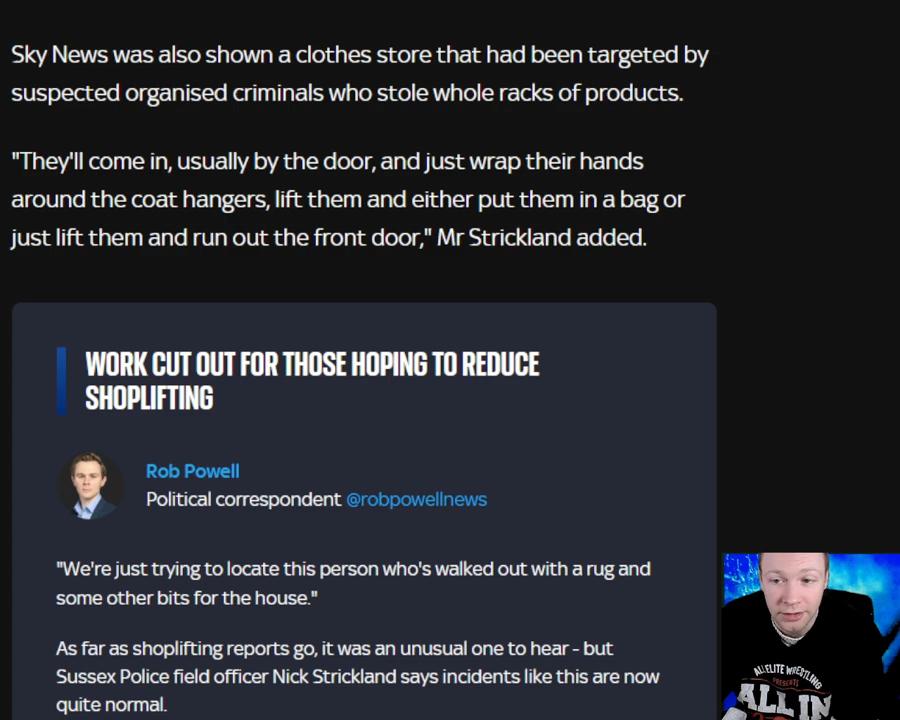 Sky News was also shown a clothes store that had been targeted by
suspected organised criminals who stole whole racks of products.
"They'll come in, usually by the door, and just wrap their hands
around the coat hangers, lift them and either put them in a bag or
just lift them and run out the front door," Mr Strickland added.
WORK CUT OUT FOR THOSE HOPING TO REDUCE
SHOPLIFTING
Rob Powell
Political correspondent @robpowellnews
"We're just trying to locate this person who's walked out with a rug and
some other bits for the house."
As far as shoplifting reports go, it was an unusual one to hear - but
Sussex Police field officer Nick Strickland says incidents like this are now
quite normal.
ALL ELITE WRESTLING
PRESENTS
ALL IN